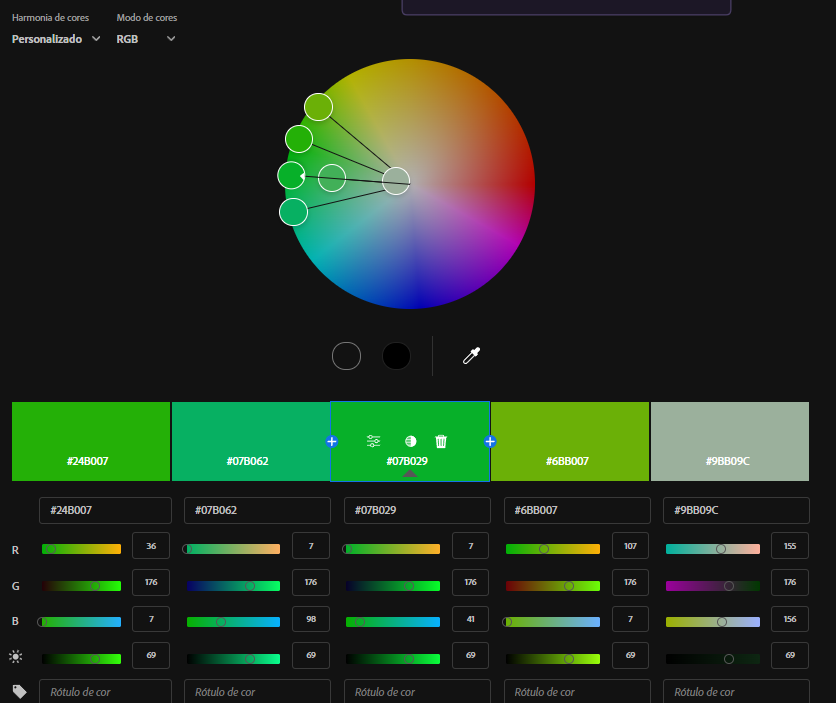 Harmonia de cores Modo de cores
Personalizado RGB
#24B007 #07B062 #07B029 #6BB007 #9BB09C
#24B007 #07B062 #07B029 #6BB007 #9BB09C
R 36 7 7 107 155
G 176 176 176 176 176
B 7 98 41 7 156
69 69 69 69 69
Rótulo de cor Rótulo de cor Rótulo de cor Rótulo de cor Rótulo de cor